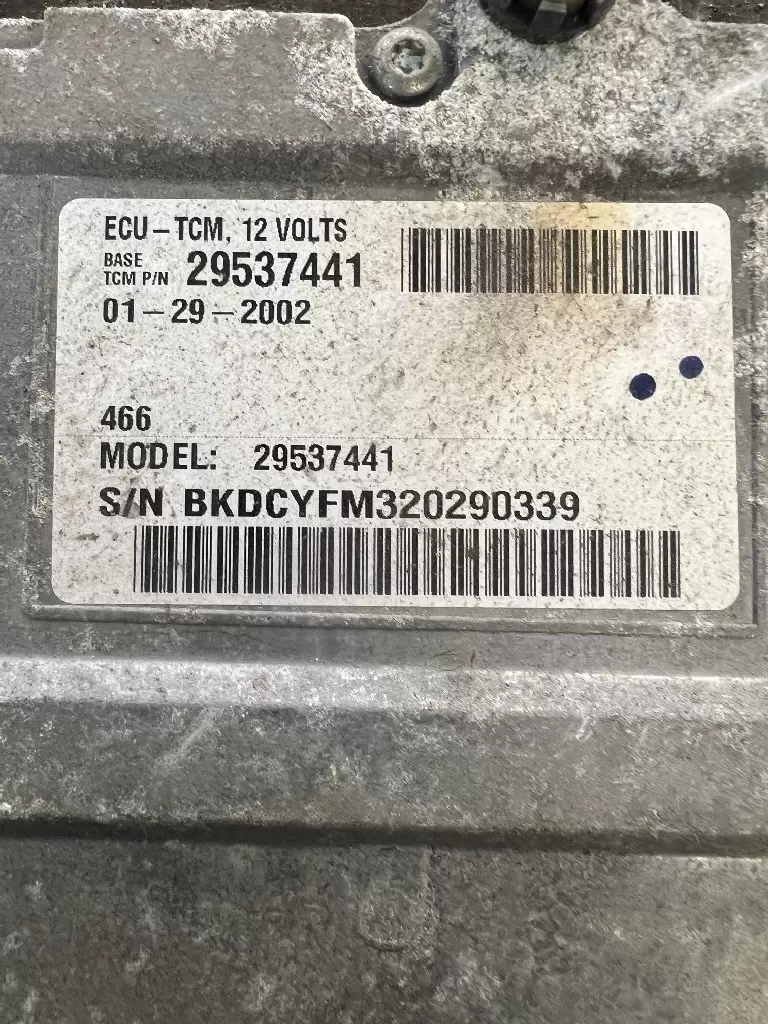 ECU-TCM, 12 VOLTS
BASE
TCM P/N 29537441
01-29-2002
466
MODEL: 29537441
S/N BKDCYFM320290339